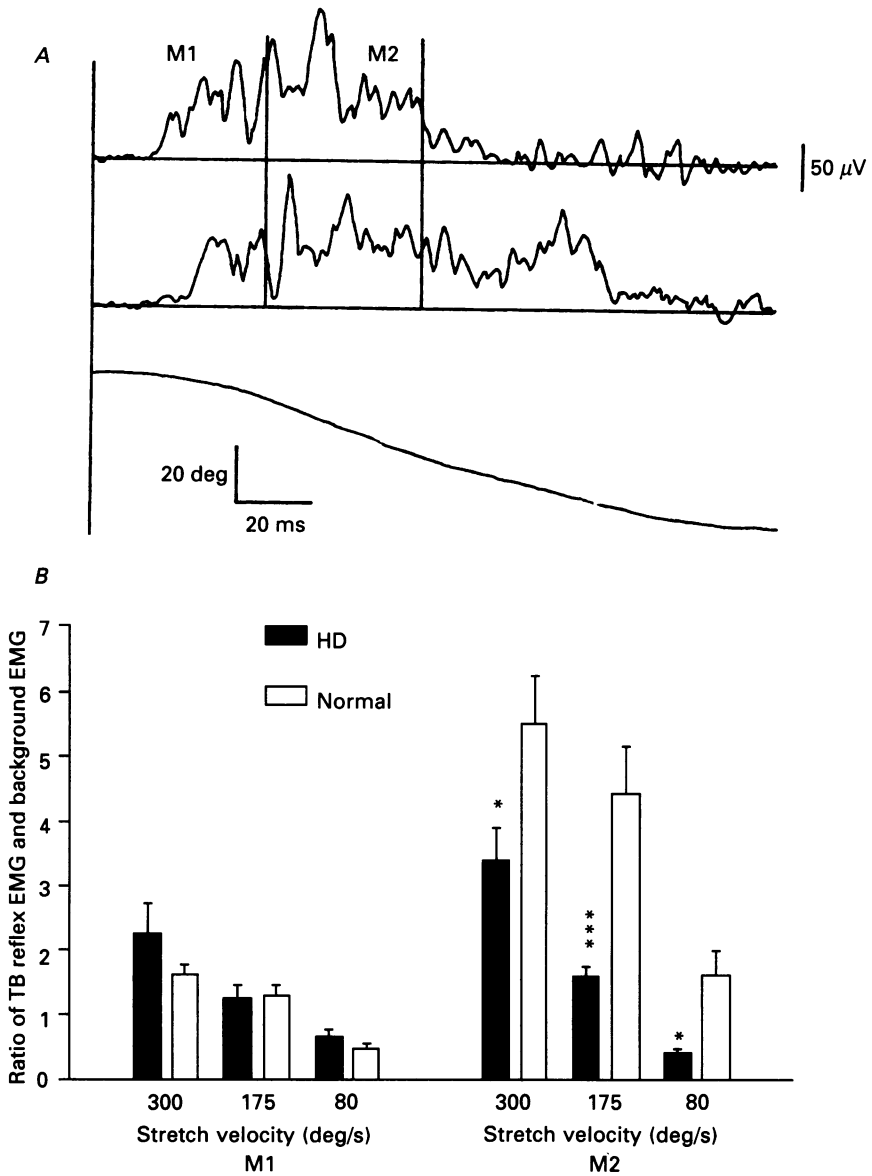 A
M1 M2
50 μV
20 deg
20 ms
B
Ratio of TB reflex EMG and background EMG
7
6
5
4
3
2
1
0
HD
Normal
*
***
*
300 175 80 300 175 80
Stretch velocity (deg/s) Stretch velocity (deg/s)
M1 M2